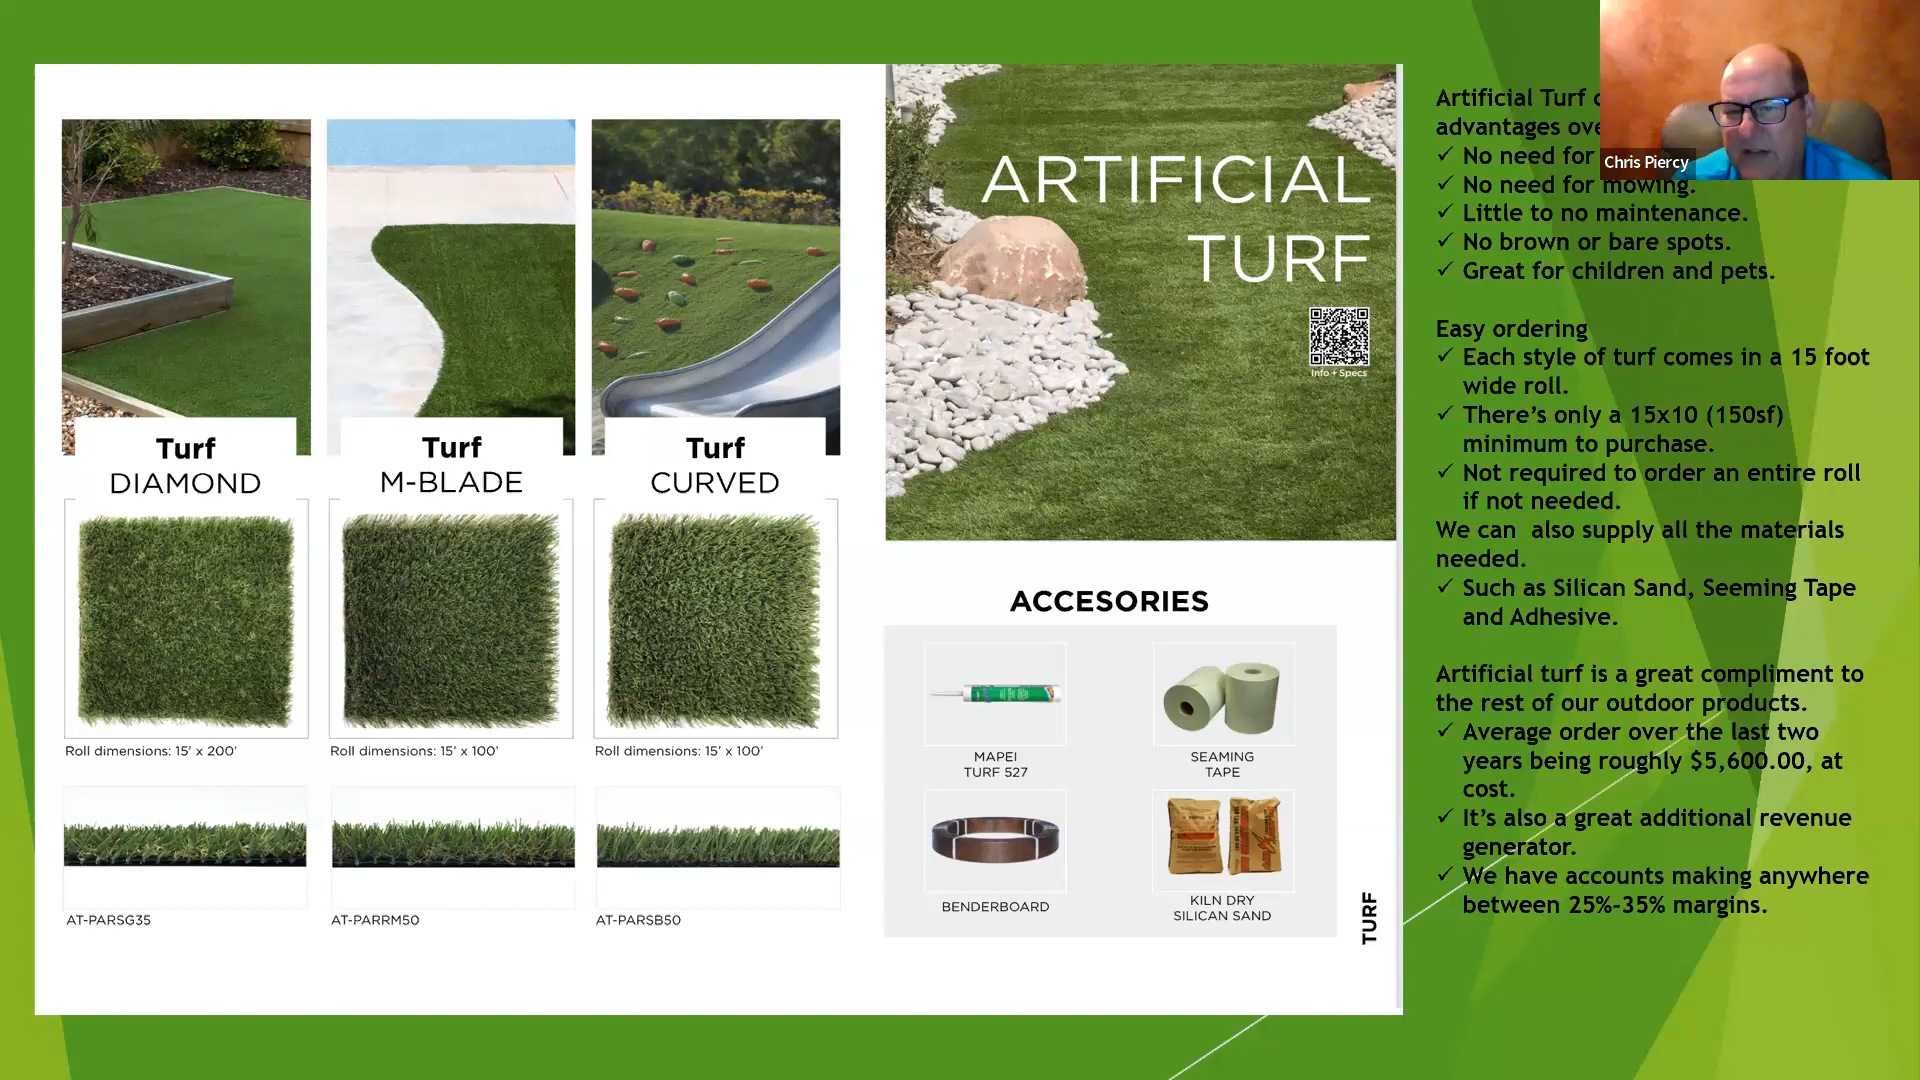 ARTIFICIAL
TURF
Info + Specs
Turf
DIAMOND
Turf
M-BLADE
Turf
CURVED
Roll dimensions: 15' x 200'
Roll dimensions: 15' x 100'
Roll dimensions: 15' x 100'
AT-PARSG35
AT-PARRM50
AT-PARSB50
ACCESORIES
MAPEI
TURF 527
SEAMING
TAPE
BENDERBOARD
KILN DRY
SILICAN SAND
TURF
Artificial Turf
advantages
✓ No need for
✓ No need for mowing.
✓ Little to no maintenance.
✓ No brown or bare spots.
✓ Great for children and pets.
Easy ordering
✓ Each style of turf comes in a 15 foot
wide roll.
✓ There's only a 15x10 (150sf)
minimum to purchase.
✓ Not required to order an entire roll
if not needed.
We can also supply all the materials
needed.
✓ Such as Silican Sand, Seeming Tape
and Adhesive.
Artificial turf is a great compliment to
the rest of our outdoor products.
✓ Average order over the last two
years being roughly $5,600.00, at
cost.
✓ It's also a great additional revenue
generator.
✓ We have accounts making anywhere
between 25%-35% margins.
Chris Piercy